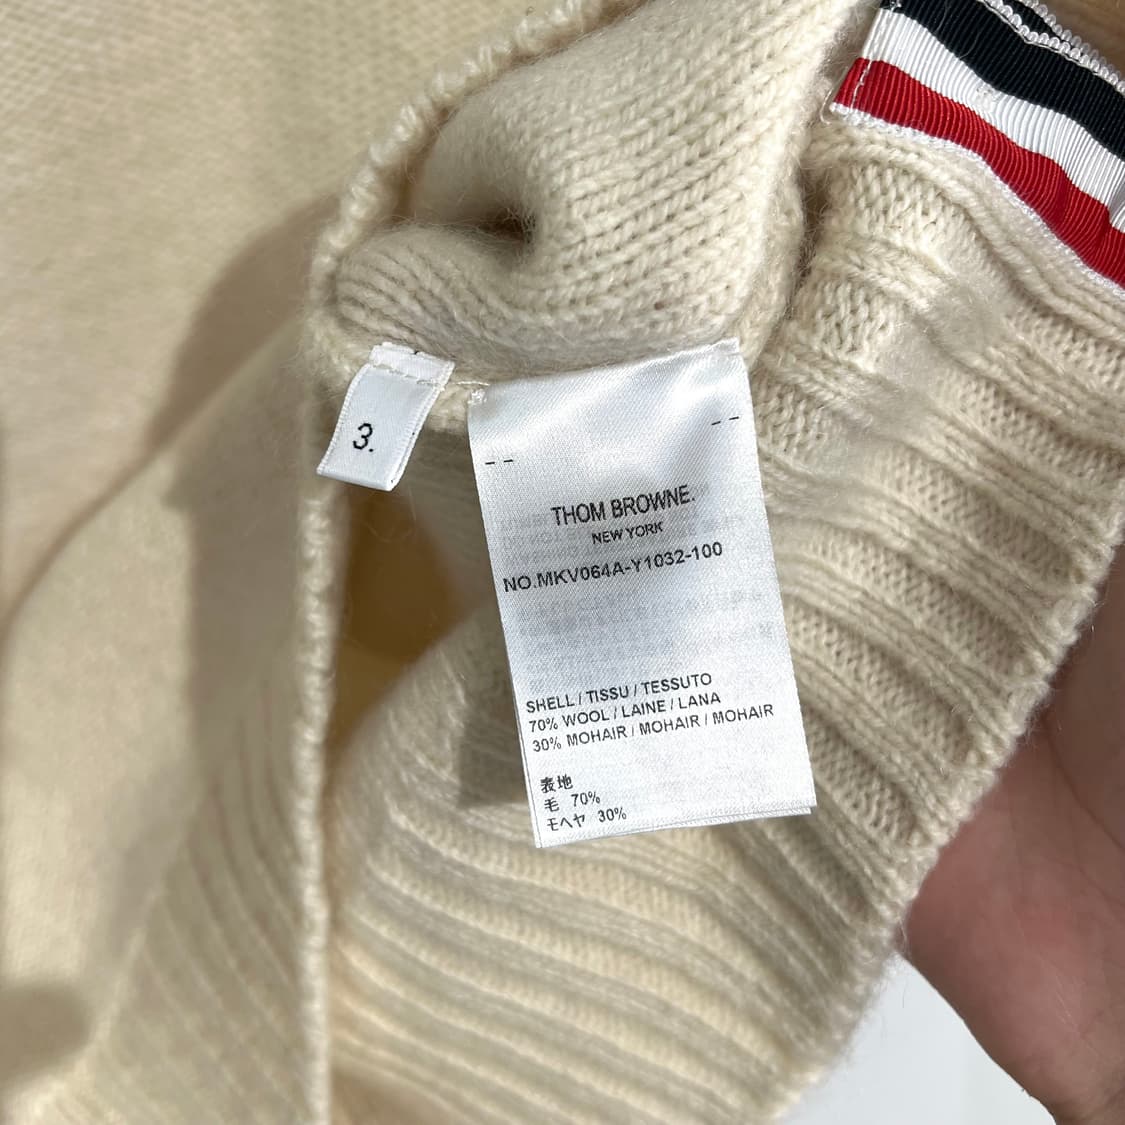 3.
THOM BROWNE.
NEW YORK
NO.MKV064A-Y1032-100
SHELL / TISSU / TESSUTO
70% WOOL / LAINE / LANA
30% MOHAIR / MOHAIR / MOHAIR
表地
毛 70%
モヘヤ 30%